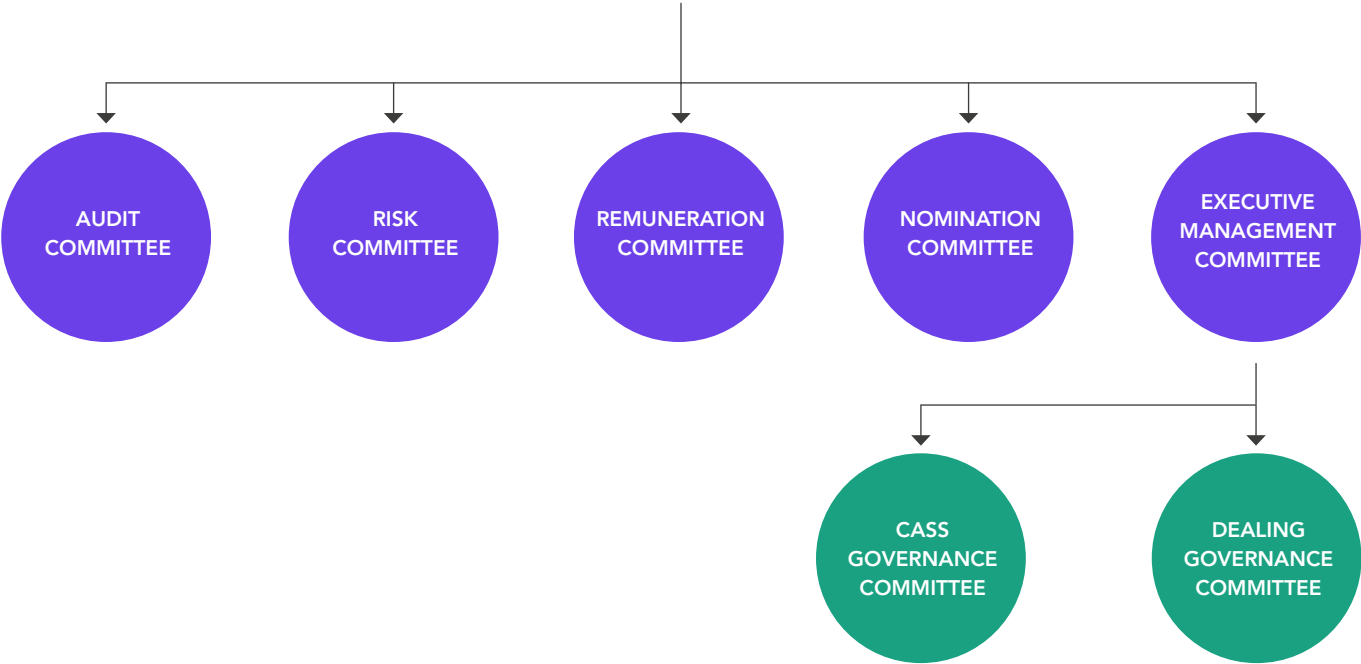 AUDIT
COMMITTEE
RISK
COMMITTEE
REMUNERATION
COMMITTEE
NOMINATION
COMMITTEE
EXECUTIVE
MANAGEMENT
COMMITTEE
CASS
GOVERNANCE
COMMITTEE
DEALING
GOVERNANCE
COMMITTEE